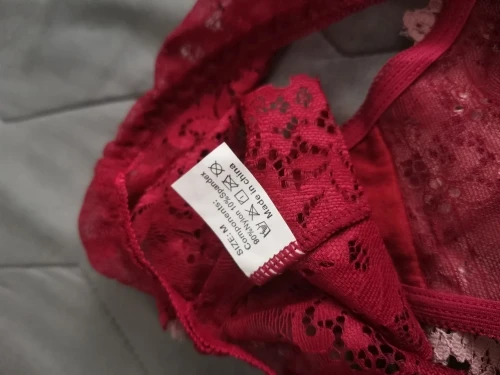 SIZE: M
Components:
90%Nylon 10%Spandex
Made in china